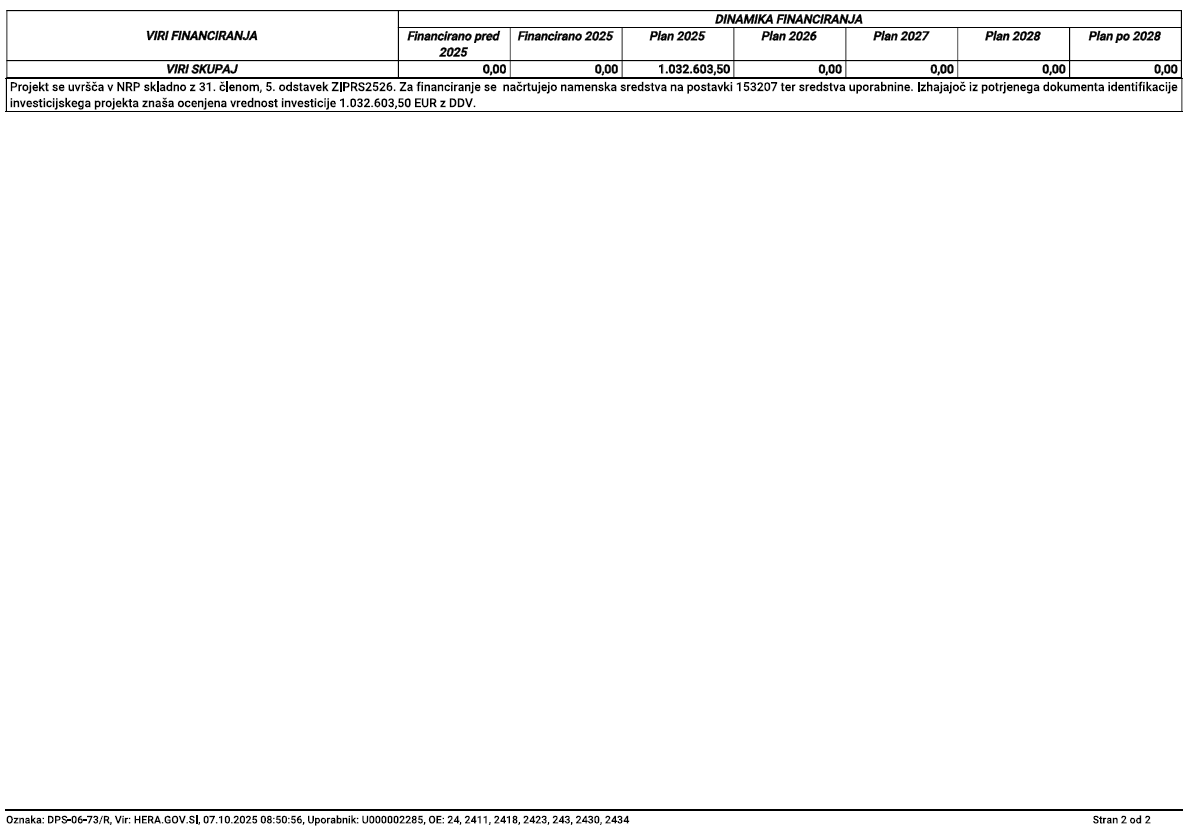 DINAMIKA FINANCIRANJA
VIRI FINANCIRANJA Financirano pred 2025 Financirano 2025 Plan 2025 Plan 2026 Plan 2027 Plan 2028 Plan po 2028
VIRI SKUPAJ 0,00 0,00 1.032.603,50 0,00 0,00 0,00 0,00
Projekt se uvršča v NRP skladno z 31. členom, 5. odstavek ZIPRS2526. Za financiranje se načrtujejo namenska sredstva na postavki 153207 ter sredstva uporabnine. Izhajajoč iz potrjenega dokumenta identifikacije
investicijskega projekta znaša ocenjena vrednost investicije 1.032.603,50 EUR z DDV.
Oznaka: DPS-06-73/R, Vir: HERA.GOV.SI, 07.10.2025 08:50:56, Uporabnik: U000002285, OE: 24, 2411, 2418, 2423, 243, 2430, 2434 Stran 2 od 2